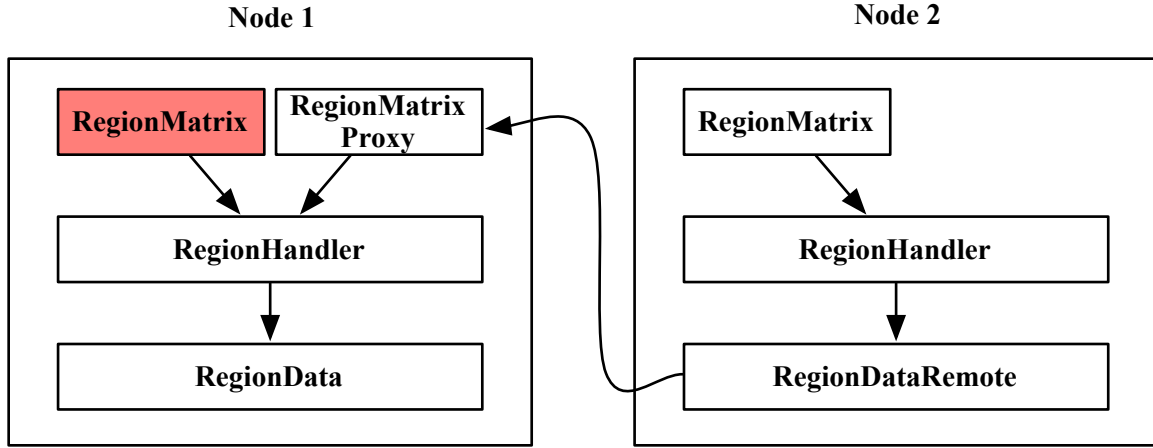 Node 1
Node 2
RegionMatrix
RegionMatrix
Proxy
RegionMatrix
RegionHandler
RegionHandler
RegionData
RegionDataRemote